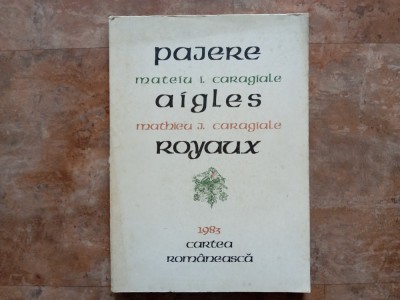 pajere
mateiu i. caragiale
aigles
mathieu j. caragiale
royaux
1983
cartea
românească